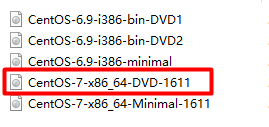 CentOS-6.9-i386-bin-DVD1
CentOS-6.9-i386-bin-DVD2
CentOS-6.9-i386-minimal
CentOS-7-x86_64-DVD-1611
CentOS-7-x86_64-Minimal-1611